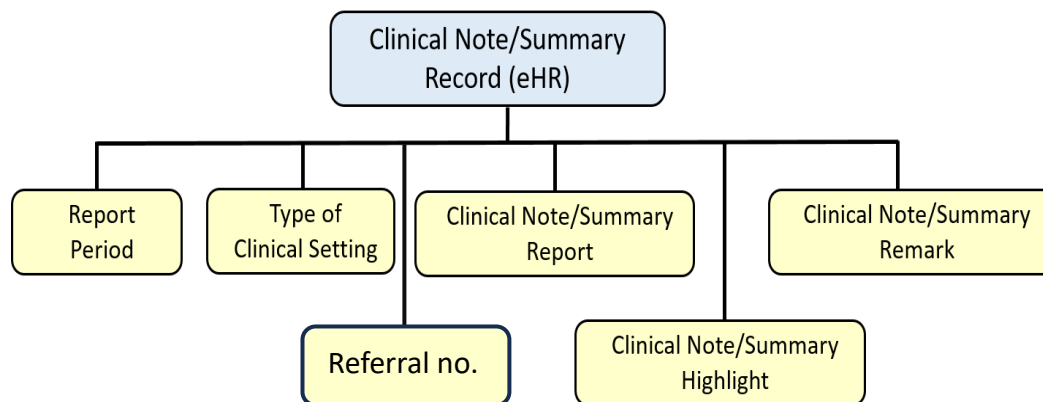 Clinical Note/Summary
Record (eHR)
Report
Period
Type of
Clinical Setting
Clinical Note/Summary
Report
Clinical Note/Summary
Remark
Referral no.
Clinical Note/Summary
Highlight